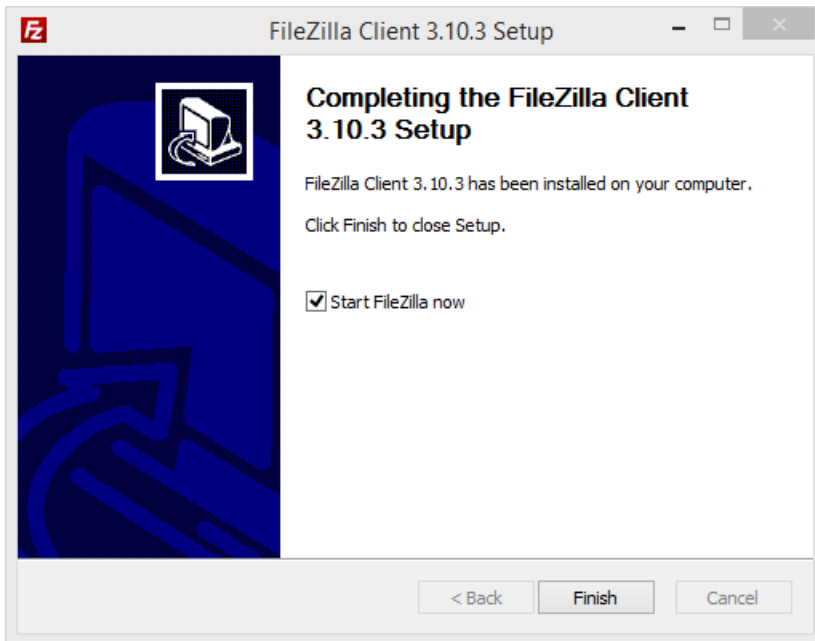 Fz
FileZilla Client 3.10.3 Setup
Completing the FileZilla Client
3.10.3 Setup
FileZilla Client 3.10.3 has been installed on your computer.
Click Finish to close Setup.
Start FileZilla now
< Back
Finish
Cancel